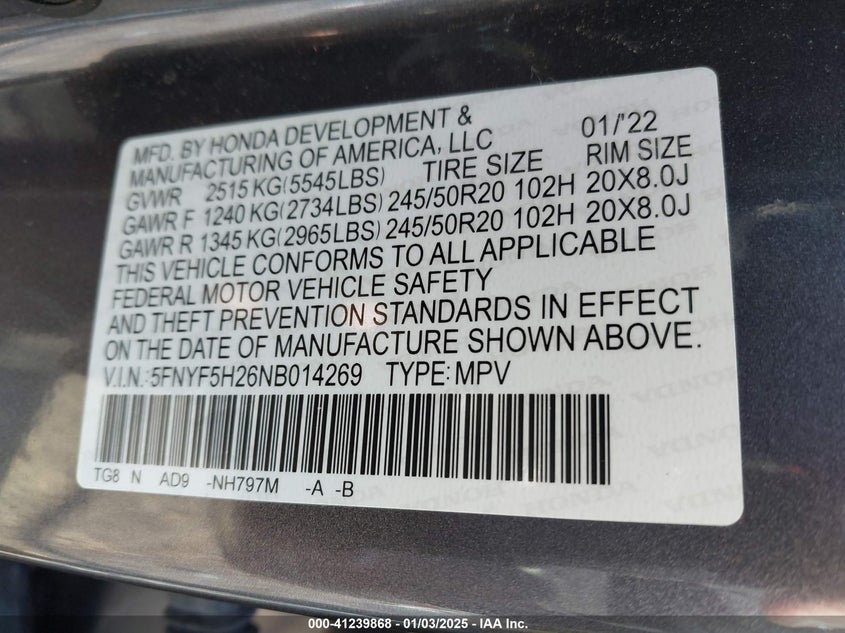 MFD. BY HONDA DEVELOPMENT & 01/'22
MANUFACTURING OF AMERICA, LLC
GVWR 2515 KG(5545LBS) TIRE SIZE RIM SIZE
GAWR F 1240 KG(2734LBS) 245/50R20 102H 20X8.0J
GAWR R 1345 KG(2965LBS) 245/50R20 102H 20X8.0J
THIS VEHICLE CONFORMS TO ALL APPLICABLE
FEDERAL MOTOR VEHICLE SAFETY
AND THEFT PREVENTION STANDARDS IN EFFECT
ON THE DATE OF MANUFACTURE SHOWN ABOVE.
V.I.N.:5FNYF5H26NB014269 TYPE:MPV
TG8 N AD9 -NH797M -A -B
000-41239868 - 01/03/2025 - IAA Inc.